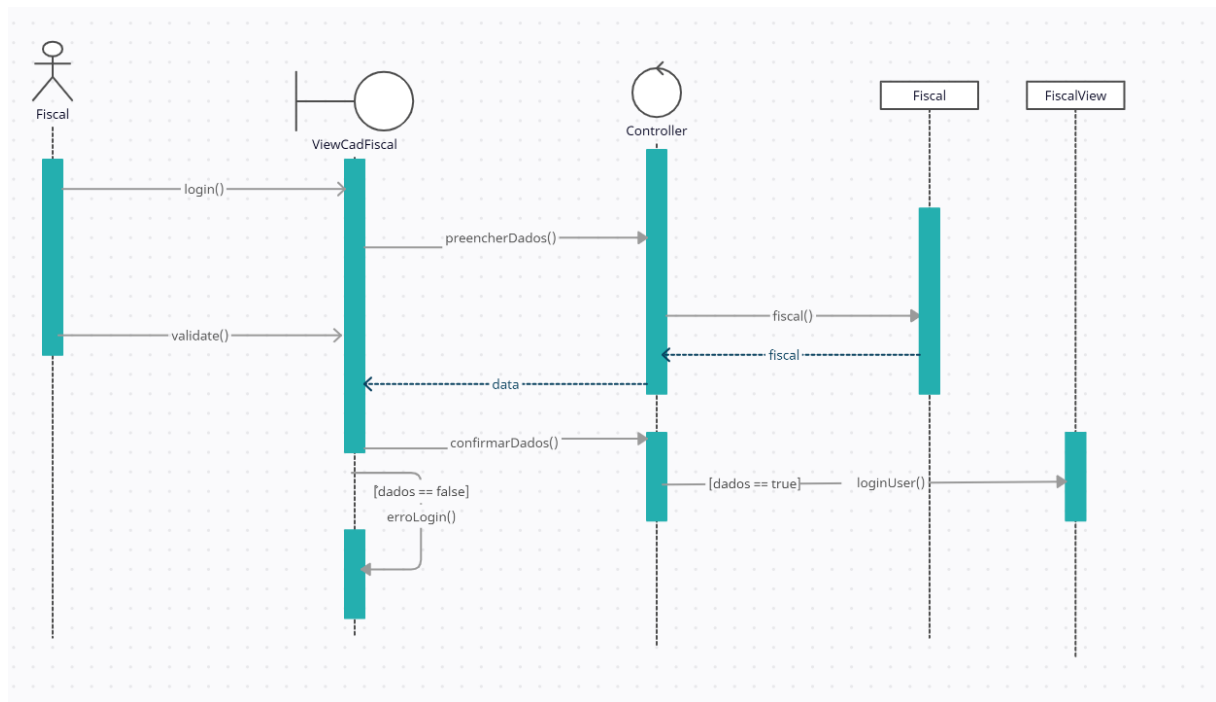 Fiscal
ViewCadFiscal
Controller
Fiscal
FiscalView
login()
preencherDados()
fiscal()
validate()
fiscal
data
confirmarDados()
[dados == false]
erroLogin()
[dados == true]
loginUser()